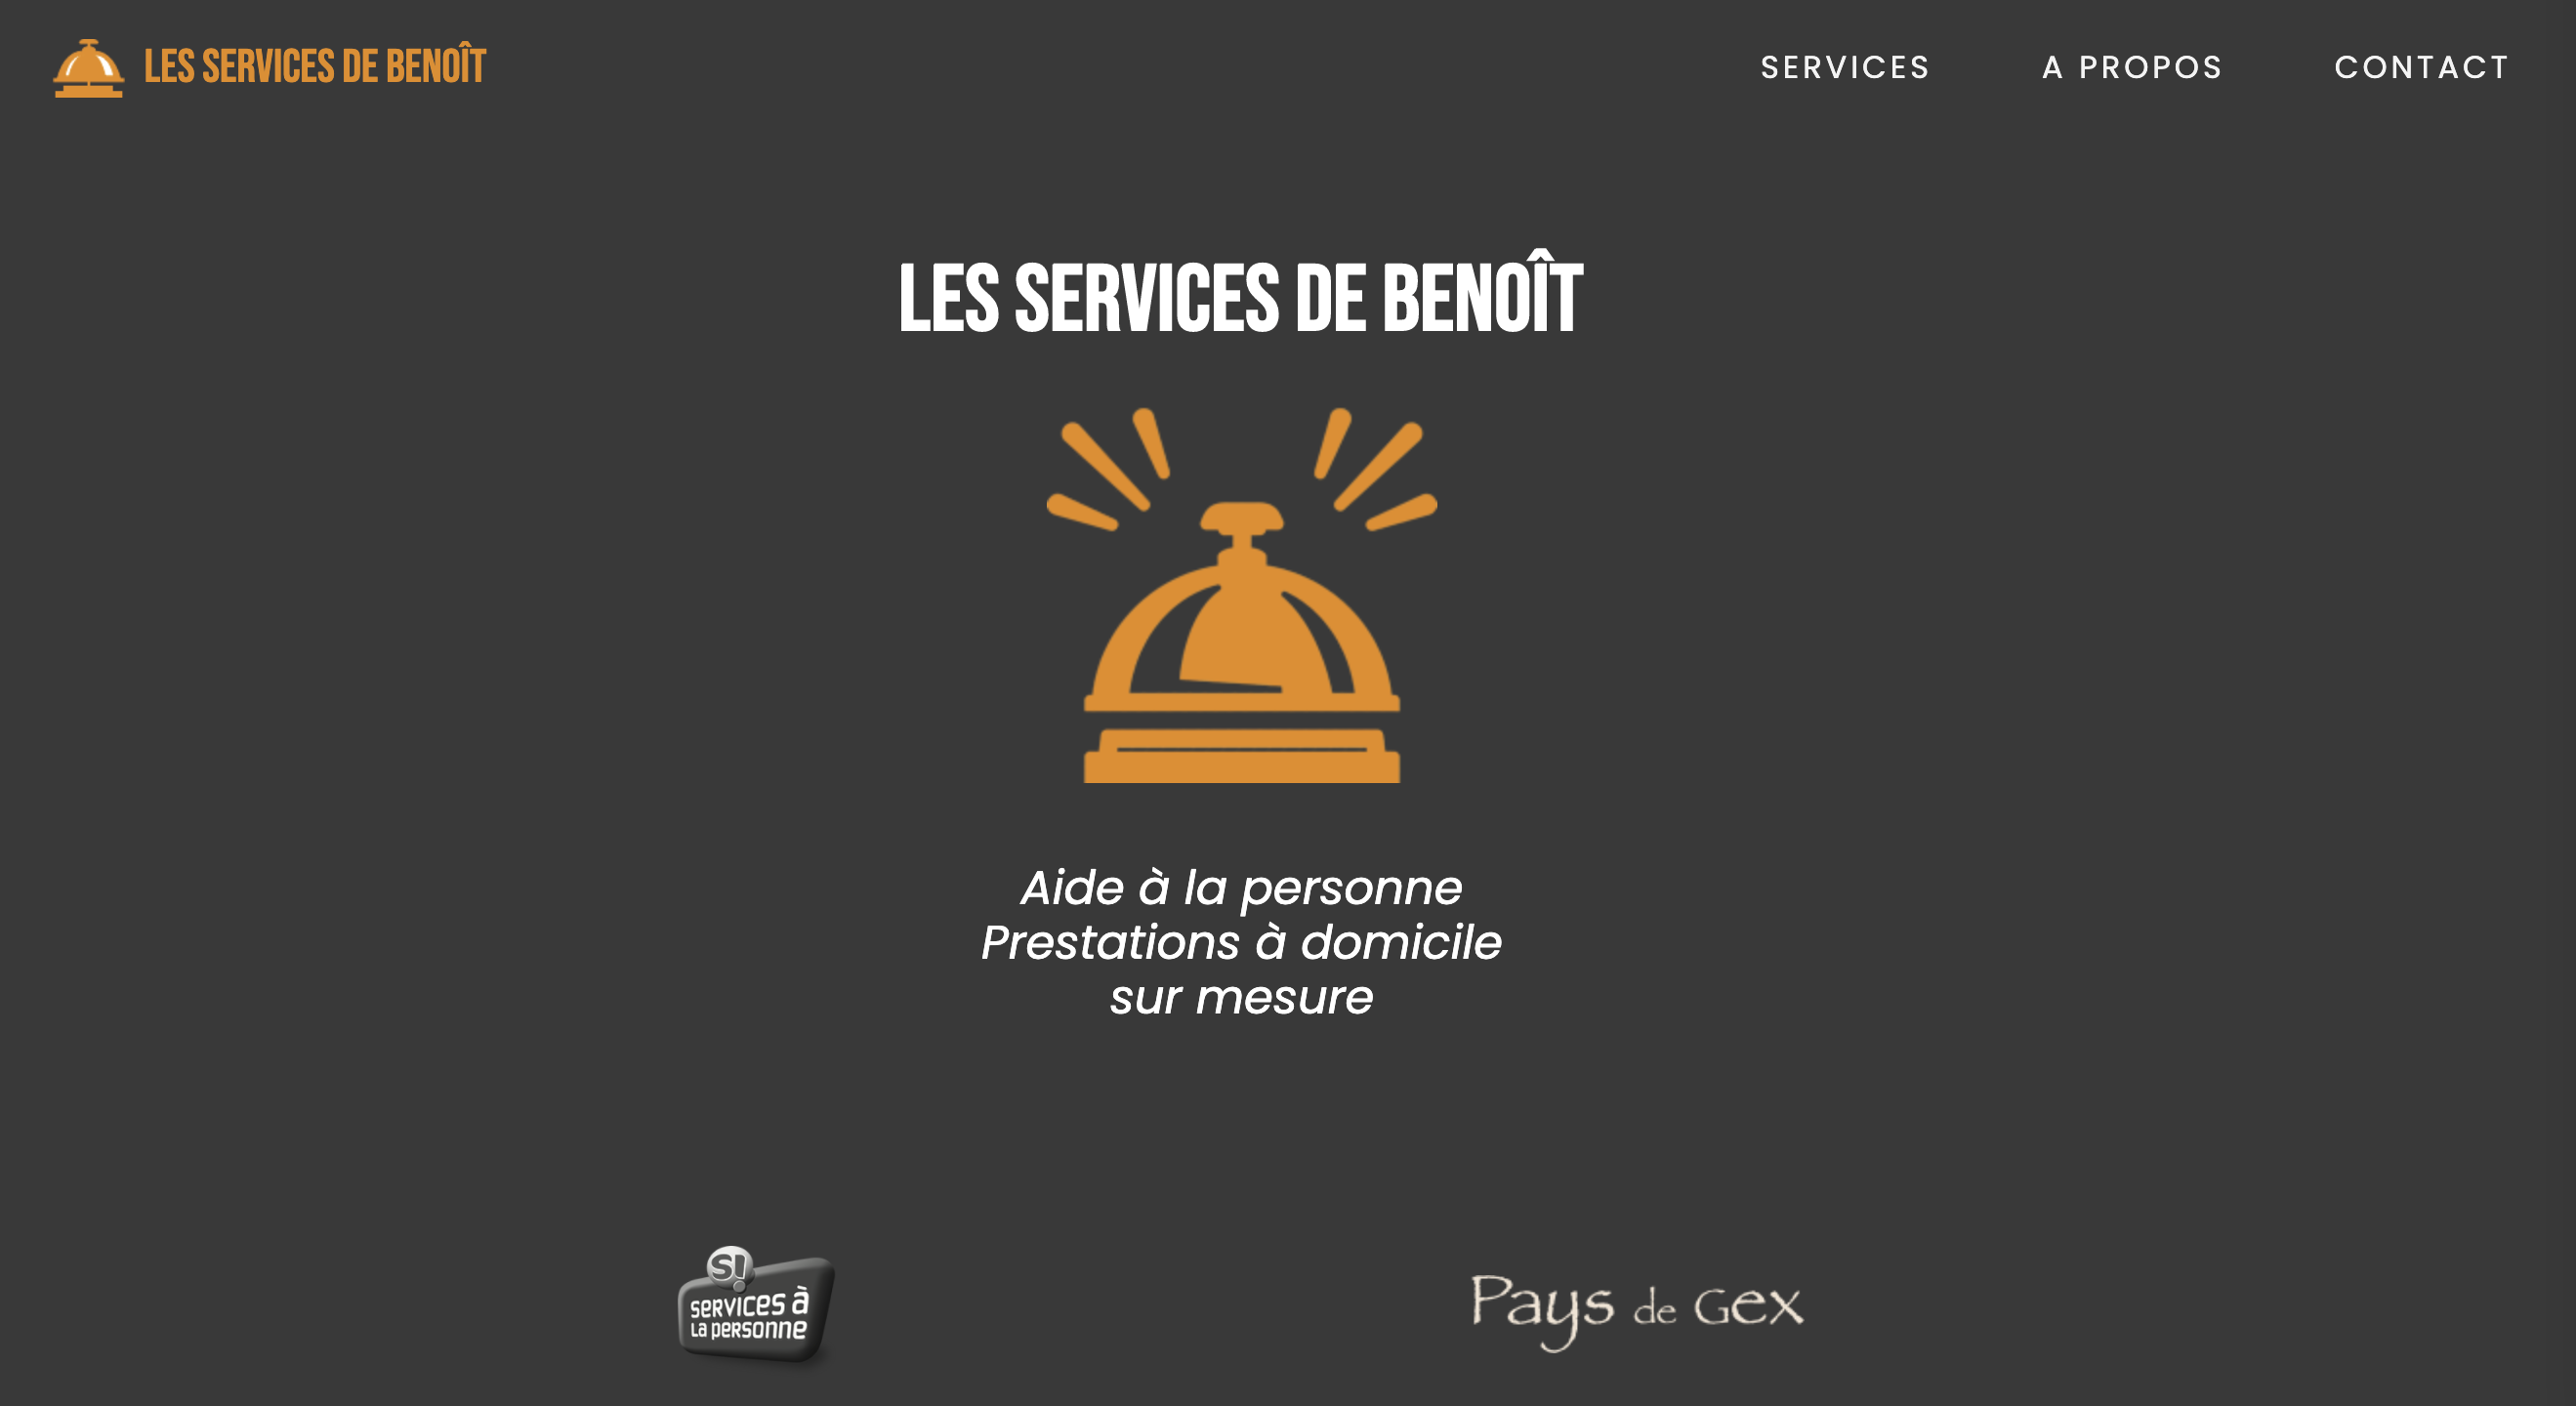 LES SERVICES DE BENOÎT
SERVICES
A PROPOS
CONTACT
LES SERVICES DE BENOÎT
Aide à la personne
Prestations à domicile
sur mesure
S!
services à
la personne
Pays de Gex